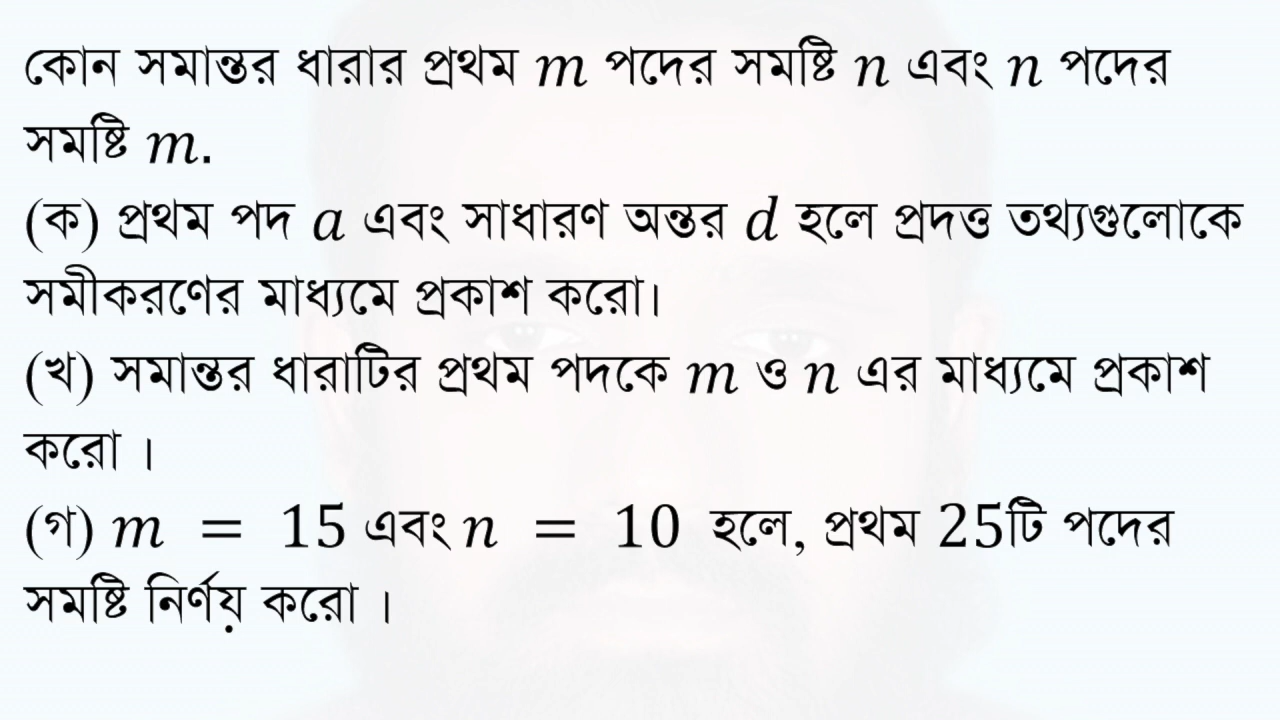 কোন সমান্তর ধারার প্রথম m পদের সমষ্টি n এবং n পদের
সমষ্টি m.
(ক) প্রথম পদ a এবং সাধারণ অন্তর d হলে প্রদত্ত তথ্যগুলোকে
সমীকরণের মাধ্যমে প্রকাশ করো।
(খ) সমান্তর ধারাটির প্রথম পদকে m ও n এর মাধ্যমে প্রকাশ
করো ।
(গ) m = 15 এবং n = 10 হলে, প্রথম 25টি পদের
সমষ্টি নির্ণয় করো ।